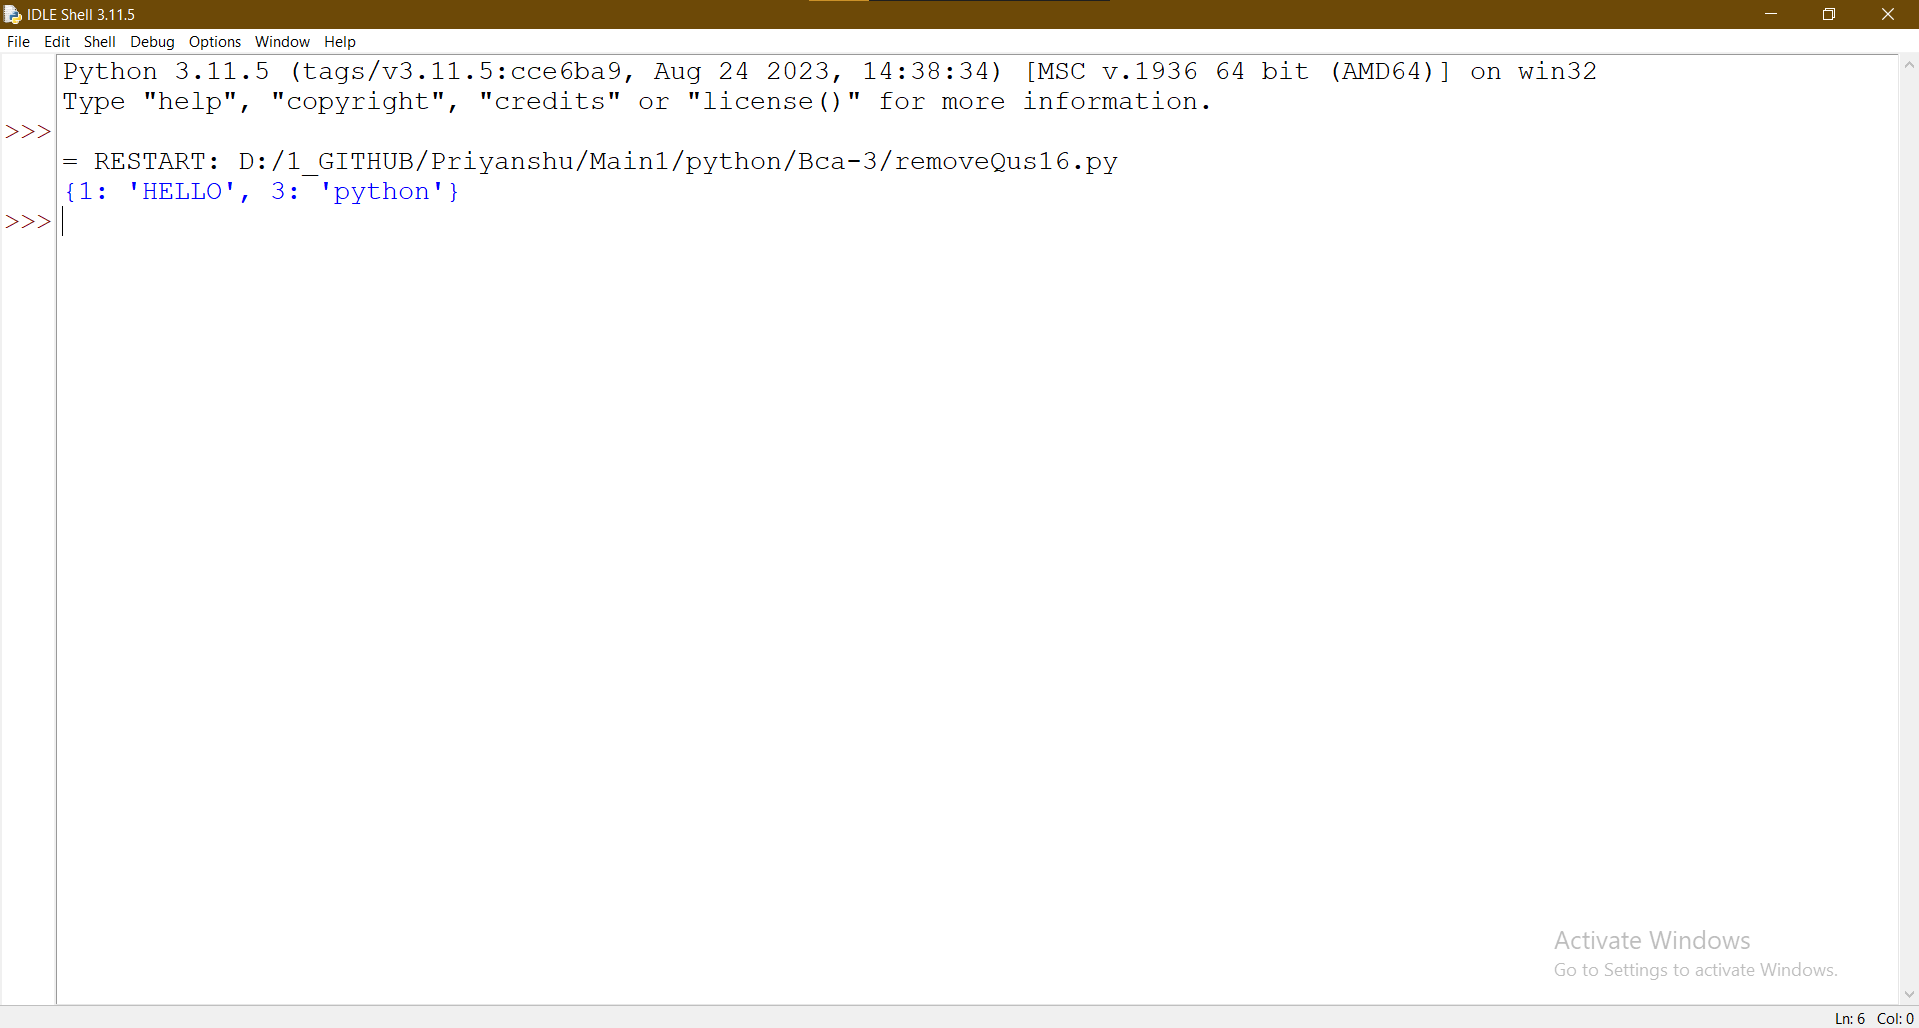 IDLE Shell 3.11.5
File Edit Shell Debug Options Window Help
Python 3.11.5 (tags/v3.11.5:cce6ba9, Aug 24 2023, 14:38:34) [MSC v.1936 64 bit (AMD64)] on win32
Type "help", "copyright", "credits" or "license()" for more information.
>>>
= RESTART: D:/1_GITHUB/Priyanshu/Main1/python/Bca-3/removeQus16.py
{1: 'HELLO', 3: 'python'}
>>>
Activate Windows
Go to Settings to activate Windows.
Ln: 6 Col: 0